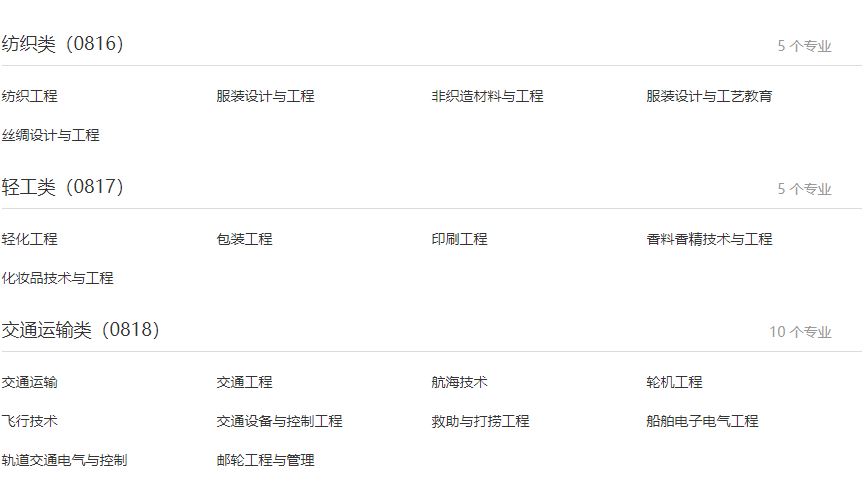 纺织类（0816） 5 个专业
纺织工程 服装设计与工程 非织造材料与工程 服装设计与工艺教育
丝绸设计与工程
轻工类（0817） 5 个专业
轻化工程 包装工程 印刷工程 香料香精技术与工程
化妆品技术与工程
交通运输类（0818） 10 个专业
交通运输 交通工程 航海技术 轮机工程
飞行技术 交通设备与控制工程 救助与打捞工程 船舶电子电气工程
轨道交通电气与控制 邮轮工程与管理